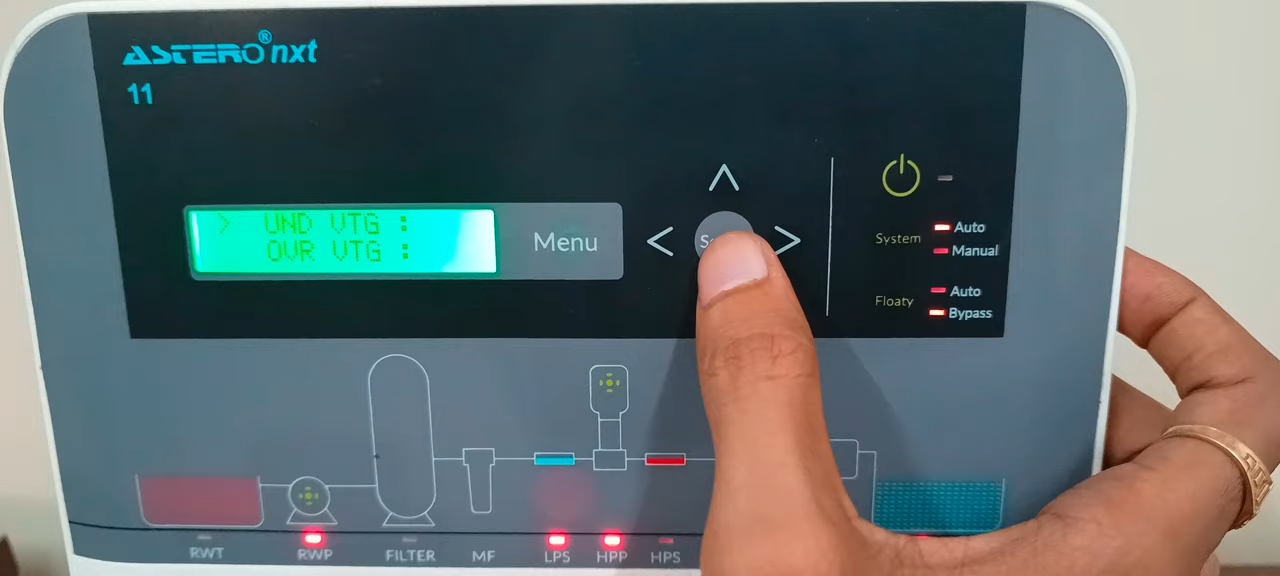 ASTERO® nxt
11
> UND VTG :
OVR VTG :
Menu
System
Auto
Manual
Floaty
Auto
Bypass
RWT
RWP
FILTER
MF
LPS
HPP
HPS